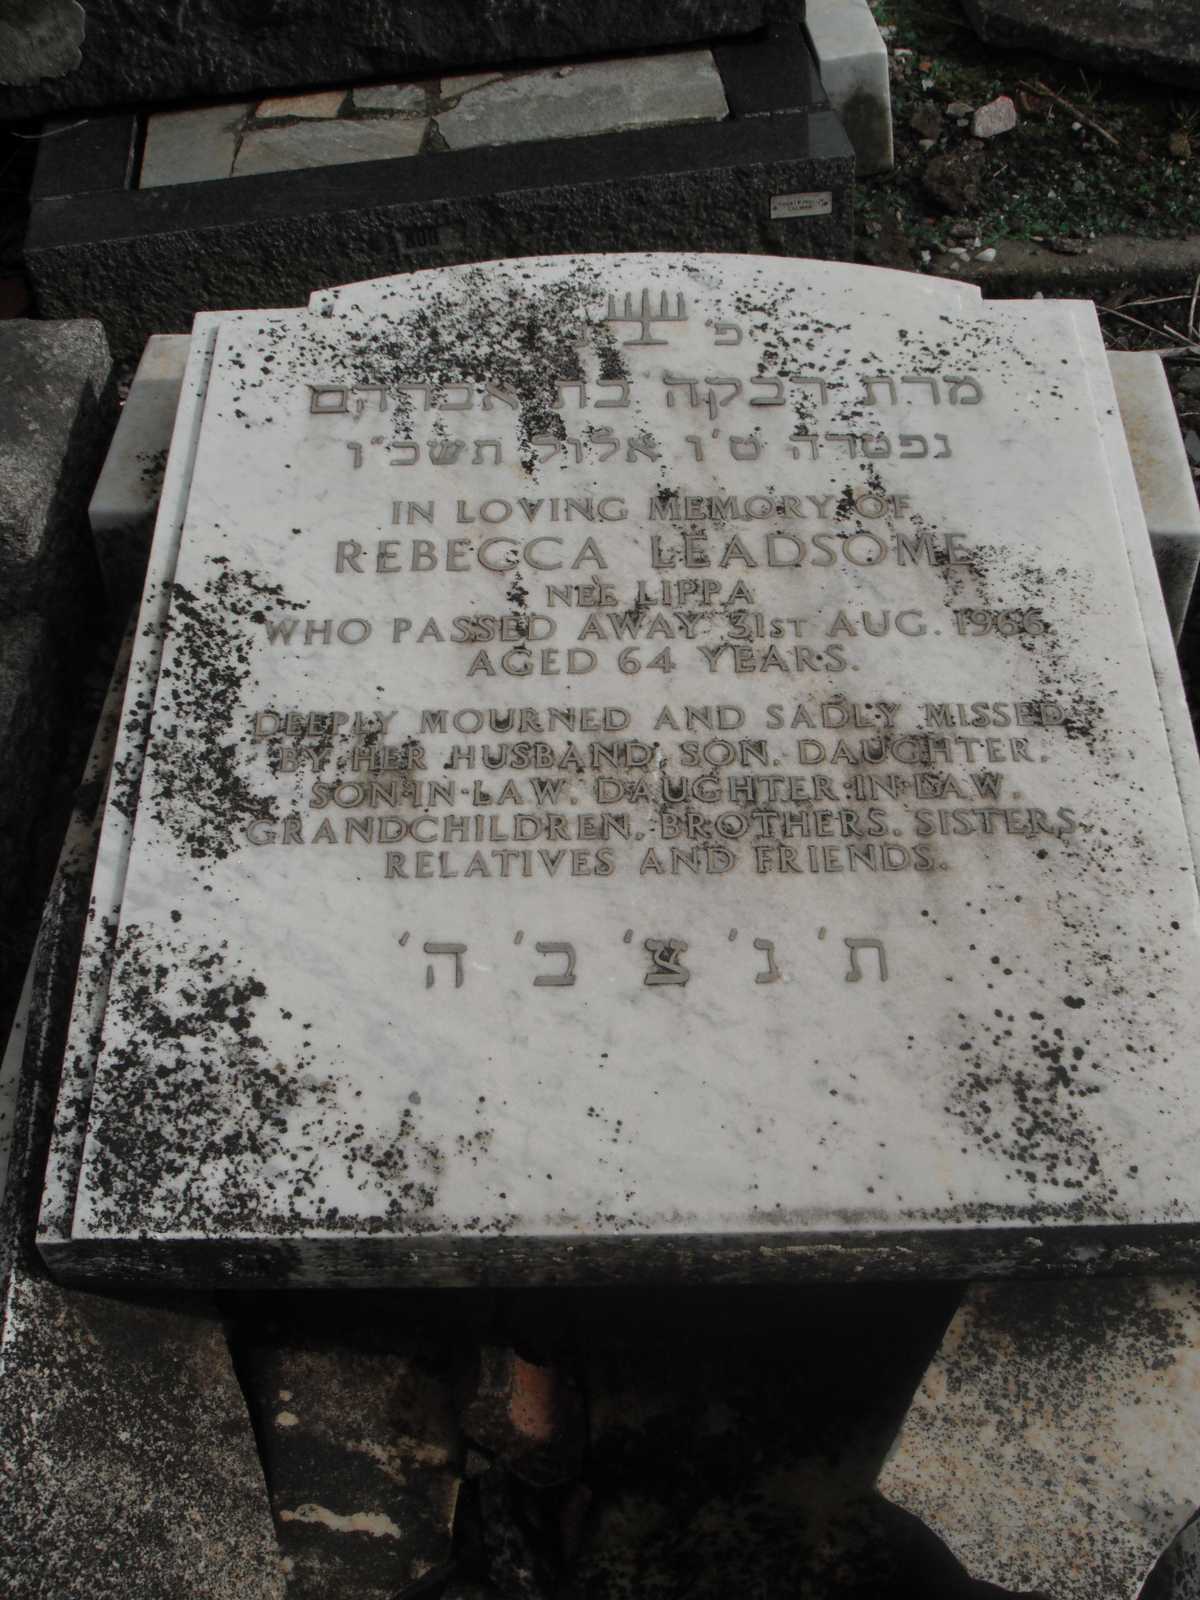 פ׳ נ׳
מרת רבקה בת אברהם
נפטרה ט״ו אלול תשכ״ו
IN LOVING MEMORY OF
REBECCA LEADSOME
NEE LIPPA
WHO PASSED AWAY 31ST AUG. 1966
AGED 64 YEARS.
DEEPLY MOURNED AND SADLY MISSED
BY HER HUSBAND, SON, DAUGHTER,
SON-IN-LAW, DAUGHTER-IN-LAW,
GRANDCHILDREN, BROTHERS, SISTERS,
RELATIVES AND FRIENDS.
ת׳ נ׳ צ׳ ב׳ ה׳